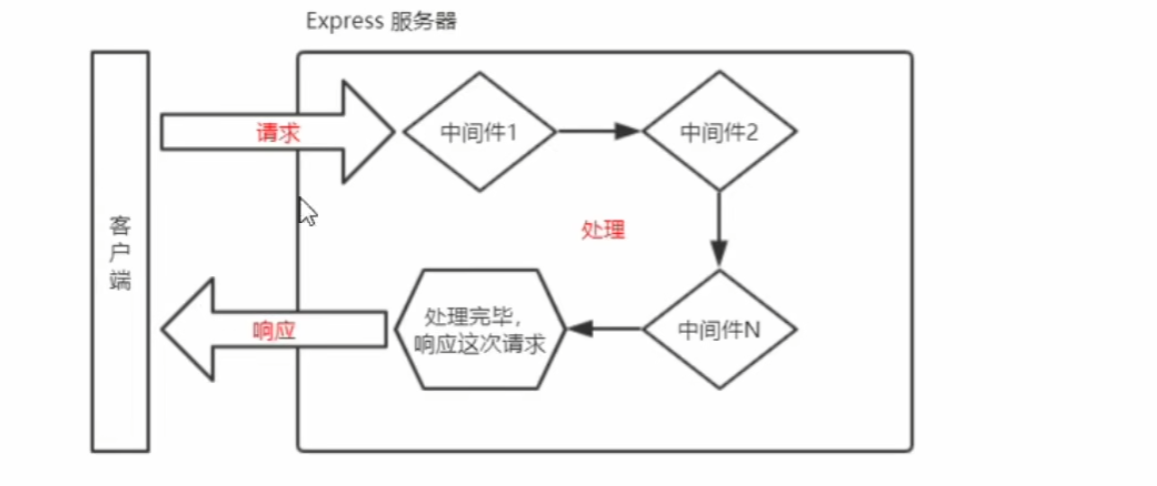 Express 服务器
请求
中间件1
中间件2
客
户
端
处理
响应
处理完毕，
响应这次请求
中间件N